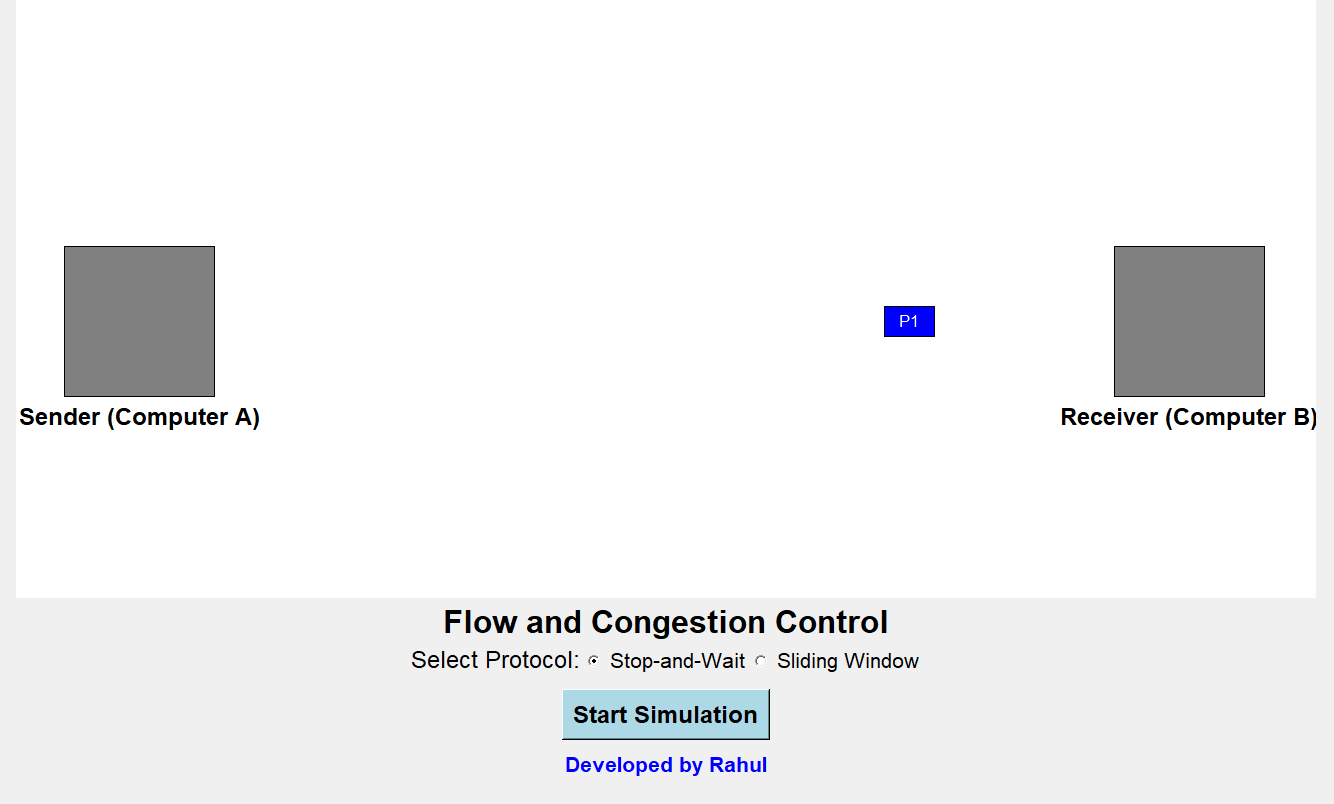 P1
Sender (Computer A)
Receiver (Computer B)
Flow and Congestion Control
Select Protocol: Stop-and-Wait Sliding Window
Start Simulation
Developed by Rahul